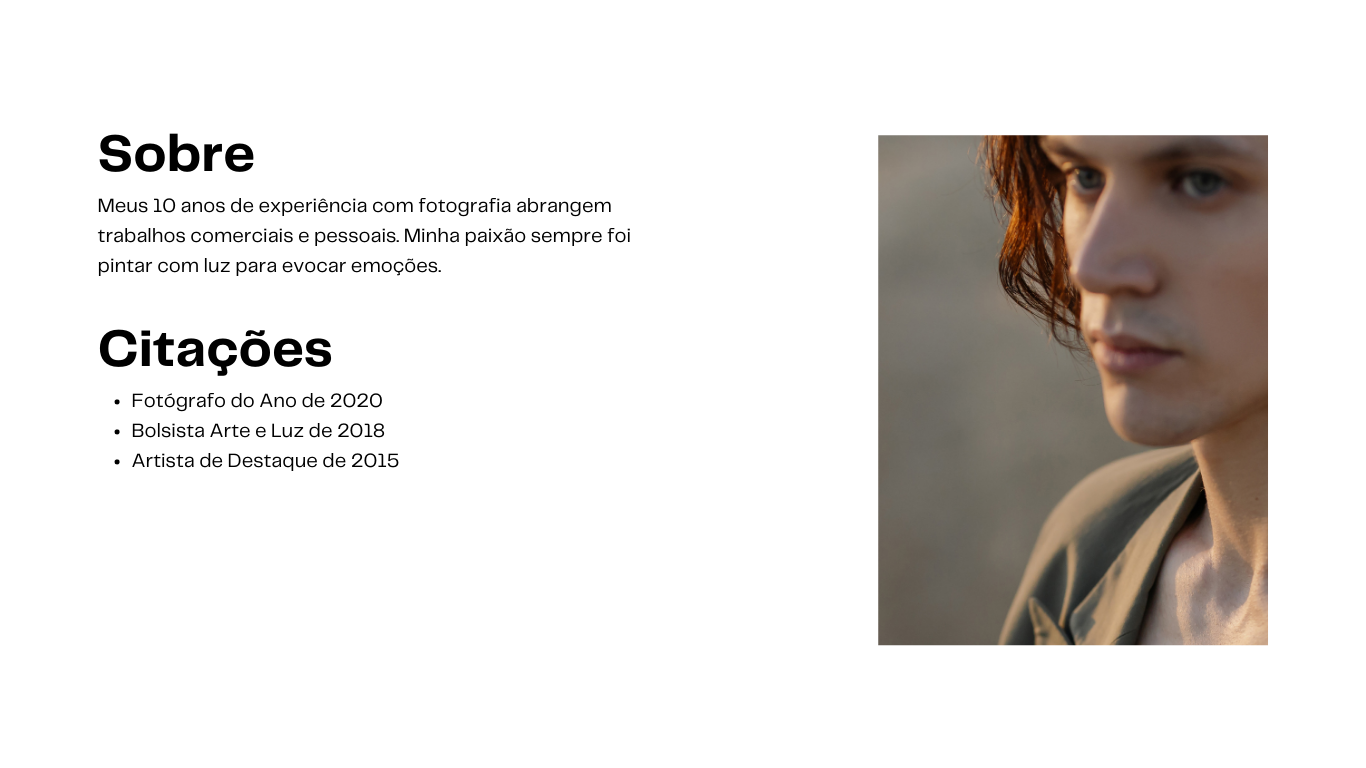 Sobre
Meus 10 anos de experiência com fotografia abrangem
trabalhos comerciais e pessoais. Minha paixão sempre foi
pintar com luz para evocar emoções.
Citações
• Fotógrafo do Ano de 2020
• Bolsista Arte e Luz de 2018
• Artista de Destaque de 2015